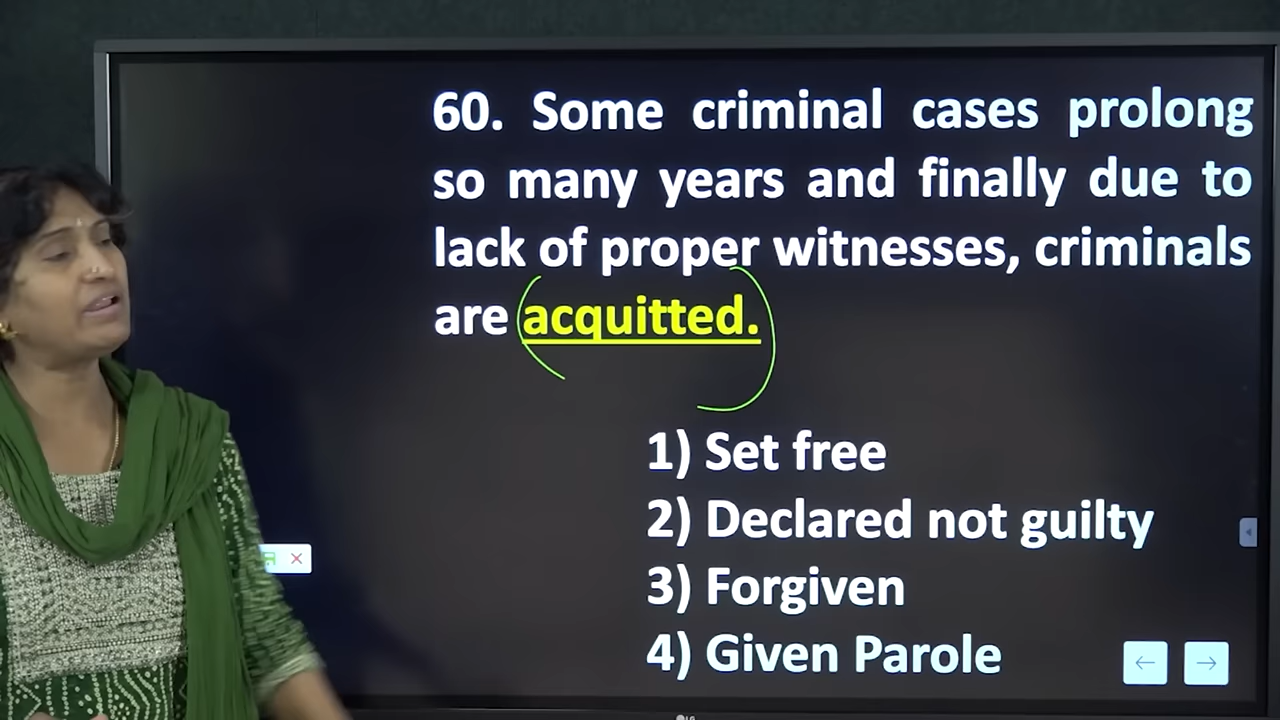 60. Some criminal cases prolong
so many years and finally due to
lack of proper witnesses, criminals
are acquitted.
1) Set free
2) Declared not guilty
3) Forgiven
4) Given Parole
LG